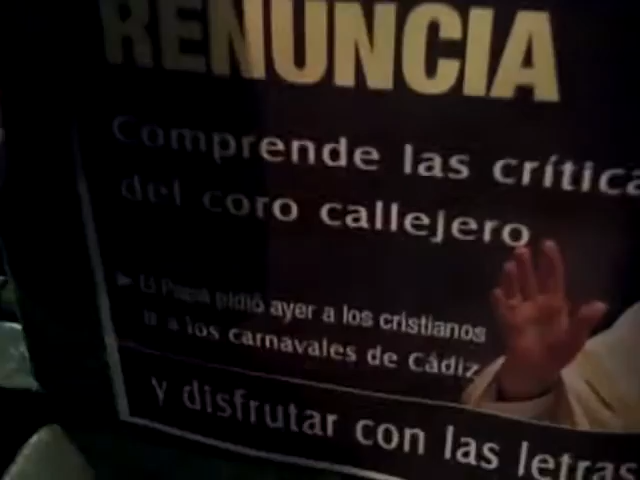 RENUNCIA
Comprende las crítica
del coro callejero
El Papa pidió ayer a los cristianos
a los carnavales de Cádiz
y disfrutar con las letras